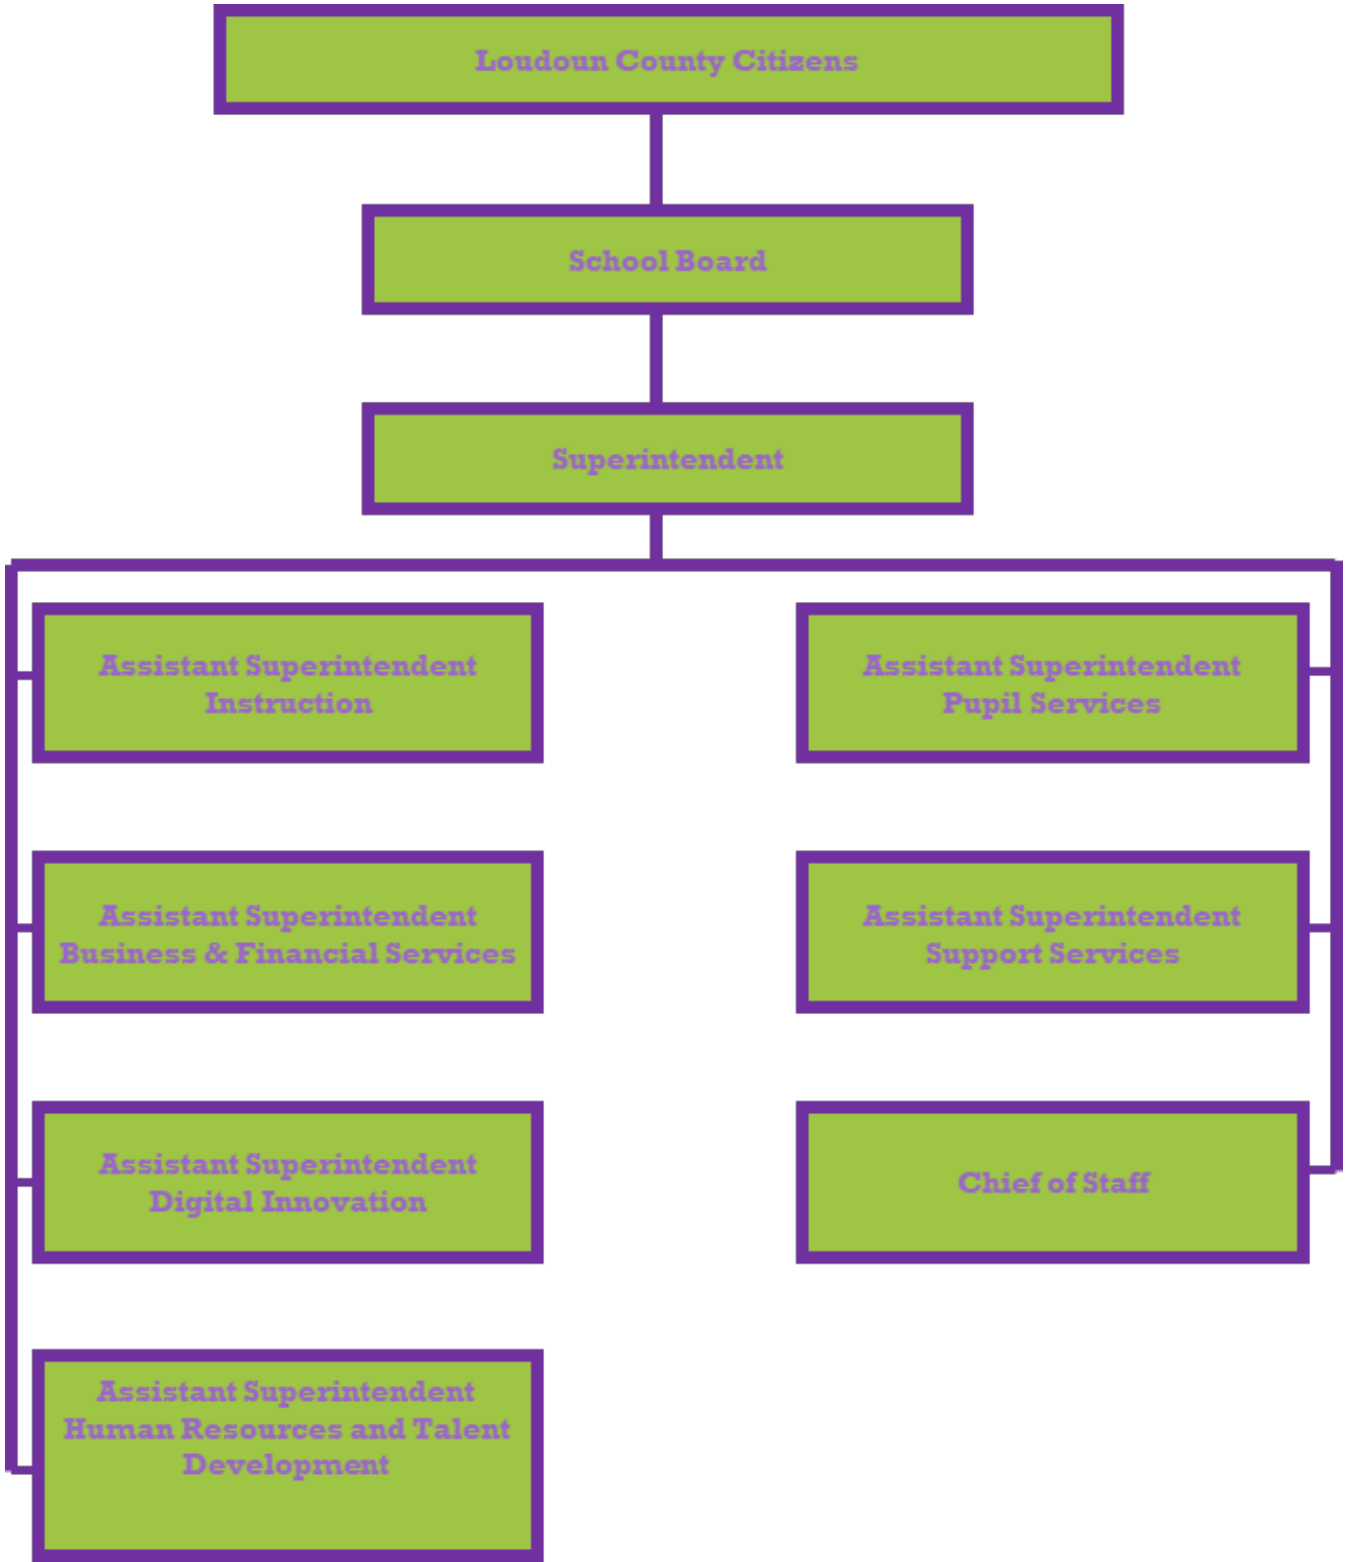 Loudoun County Citizens
School Board
Superintendent
Assistant Superintendent
Instruction
Assistant Superintendent
Pupil Services
Assistant Superintendent
Business & Financial Services
Assistant Superintendent
Support Services
Assistant Superintendent
Digital Innovation
Chief of Staff
Assistant Superintendent
Human Resources and Talent
Development